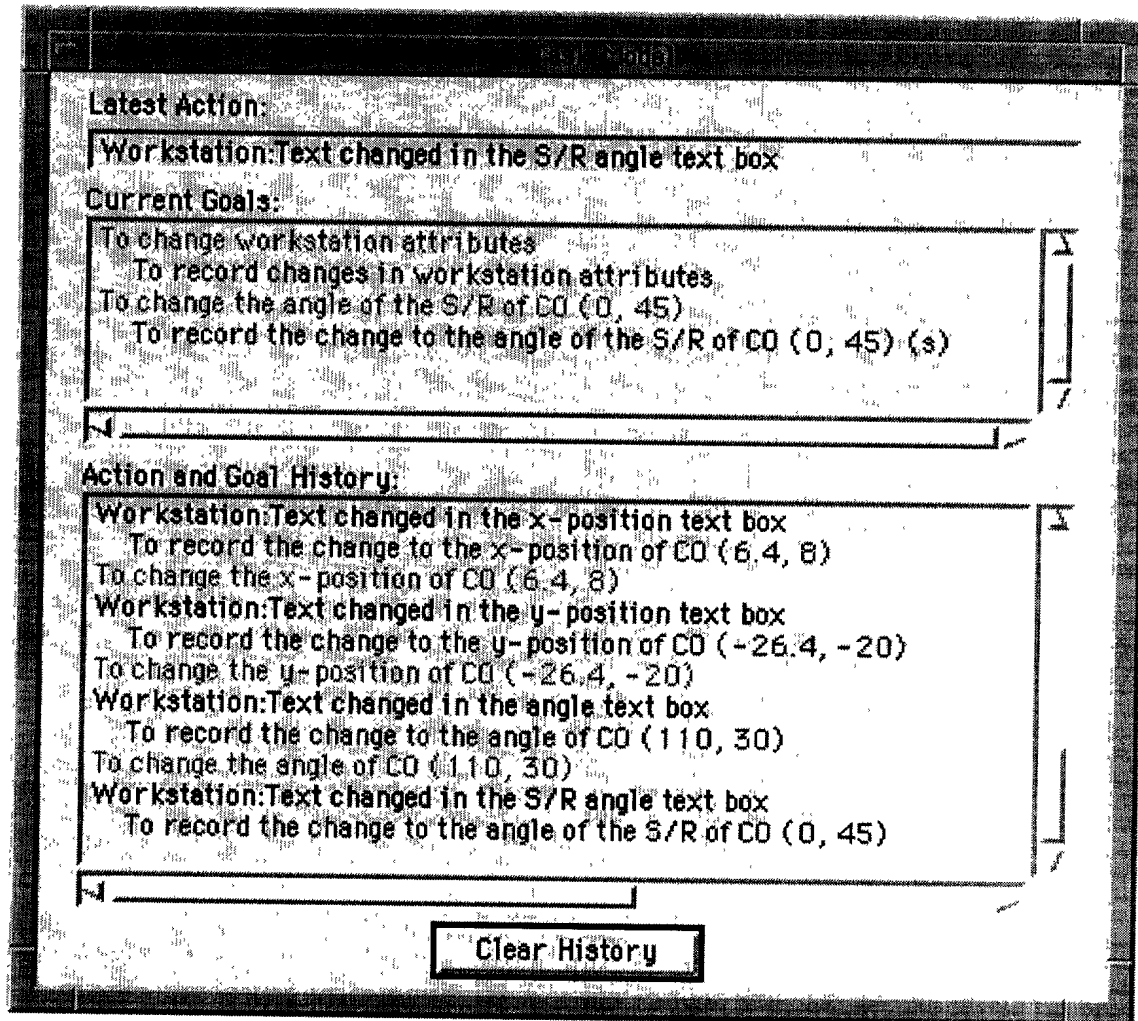 Latest Action:
Workstation:Text changed in the S/R angle text box
Current Goals:
To change workstation attributes
To record changes in workstation attributes
To change the angle of the S/R of CO (0, 45)
To record the change to the angle of the S/R of CO (0, 45) (s)
Action and Goal History:
Workstation:Text changed in the x-position text box
To record the change to the x-position of CO (6.4, 8)
To change the x-position of CO (6.4, 8)
Workstation:Text changed in the y-position text box
To record the change to the y-position of CO (-26.4, -20)
To change the y-position of CO (-26.4, -20)
Workstation:Text changed in the angle text box
To record the change to the angle of CO (110, 30)
To change the angle of CO (110, 30)
Workstation:Text changed in the S/R angle text box
To record the change to the angle of the S/R of CO (0, 45)
Clear History